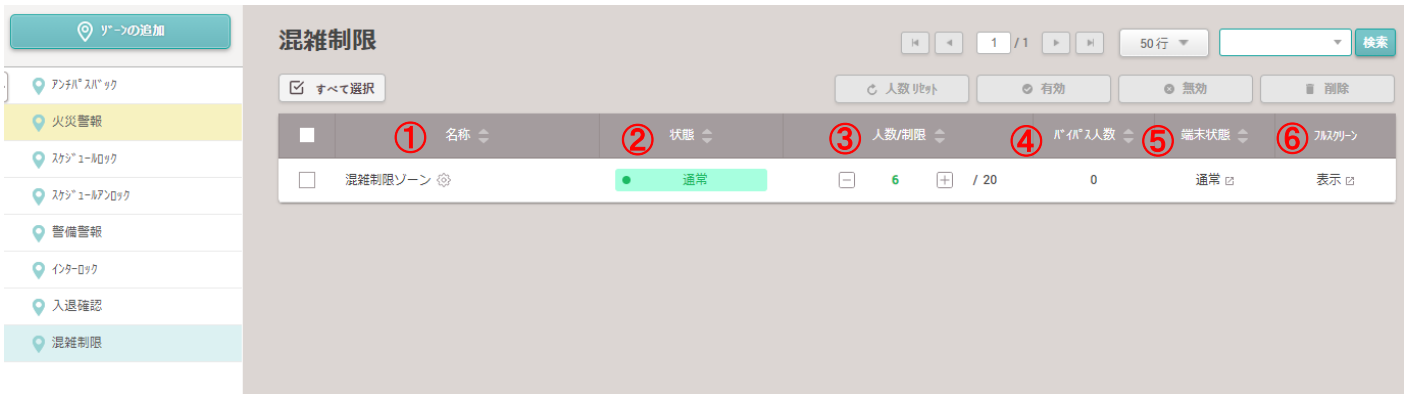 ｿﾞｰﾝの追加
ｱﾝﾁﾊﾟｽﾊﾞｯｸ
火災警報
ｽｹｼﾞｭｰﾙﾛｯｸ
ｽｹｼﾞｭｰﾙｱﾝﾛｯｸ
警備警報
ｲﾝﾀｰﾛｯｸ
入退確認
混雑制限
混雑制限
1 / 1
50 行
検索
すべて選択
人数 ﾘｾｯﾄ
有効
無効
削除
① 名称 ② 状態 ③ 人数/制限 ④ ﾊﾞｲﾊﾟｽ人数 ⑤ 端末状態 ⑥ ﾌﾙｽｸﾘｰﾝ
混雑制限ゾーン 通常 6 / 20 0 通常 表示